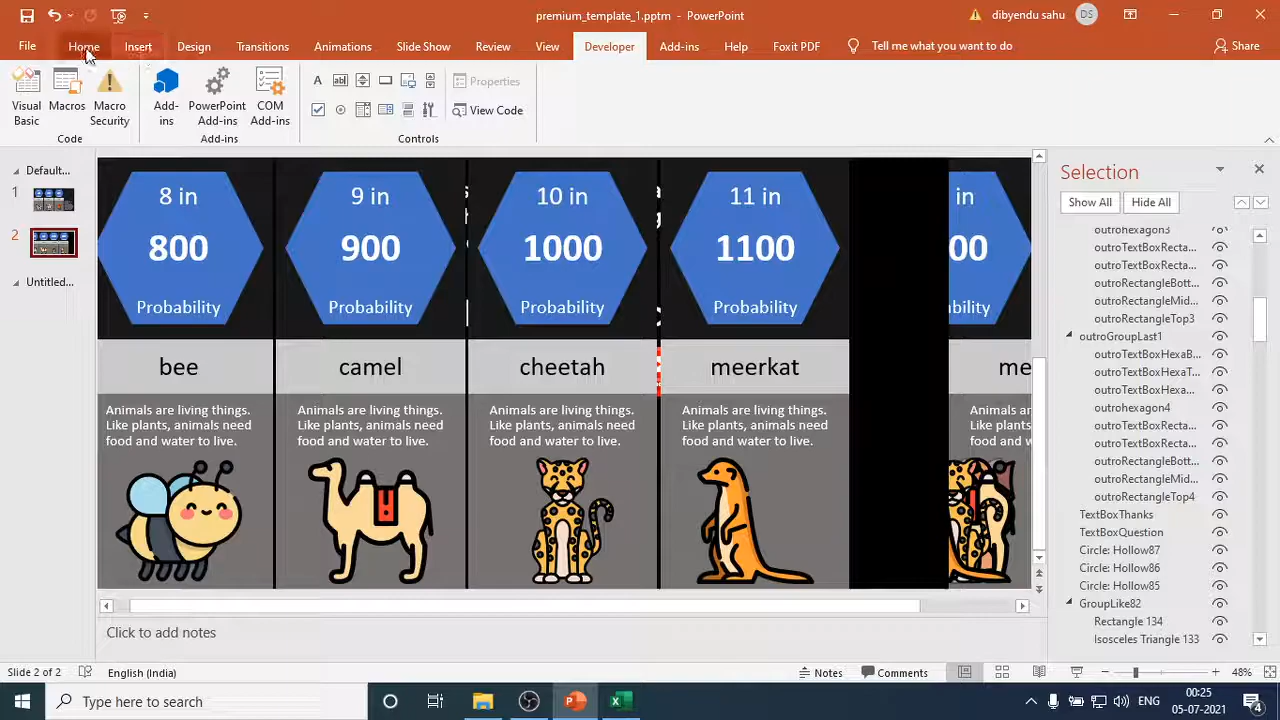 premium_template_1.pptm - PowerPoint
dibyendu sahu
DS
File
Home
Insert
Design
Transitions
Animations
Slide Show
Review
View
Developer
Add-ins
Help
Foxit PDF
Tell me what you want to do
Share
Visual Basic
Macros
Macro Security
Add-ins
PowerPoint Add-ins
COM Add-ins
Properties
View Code
Code
Add-ins
Controls
Default...
1
2
Untitled...
8 in
800
Probability
bee
Animals are living things.
Like plants, animals need
food and water to live.
9 in
900
Probability
camel
Animals are living things.
Like plants, animals need
food and water to live.
10 in
1000
Probability
cheetah
Animals are living things.
Like plants, animals need
food and water to live.
11 in
1100
Probability
meerkat
Animals are living things.
Like plants, animals need
food and water to live.
in
00
me
Animals ar
Like plants
food and w
Selection
Show All
Hide All
outrohexagon3
outroTextBoxRecta...
outroTextBoxRecta...
outroRectangleBott...
outroRectangleMid...
outroRectangleTop3
outroGroupLast1
outroTextBoxHexaB...
outroTextBoxHexaT...
outroTextBoxHexa...
outrohexagon4
outroTextBoxRecta...
outroTextBoxRecta...
outroRectangleBott...
outroRectangleMid...
outroRectangleTop4
TextBoxThanks
TextBoxQuestion
Circle: Hollow87
Circle: Hollow86
Circle: Hollow85
GroupLike82
Rectangle 134
Isosceles Triangle 133
Click to add notes
Slide 2 of 2
English (India)
Notes
Comments
48%
Type here to search
ENG
00:25
05-07-2021
4